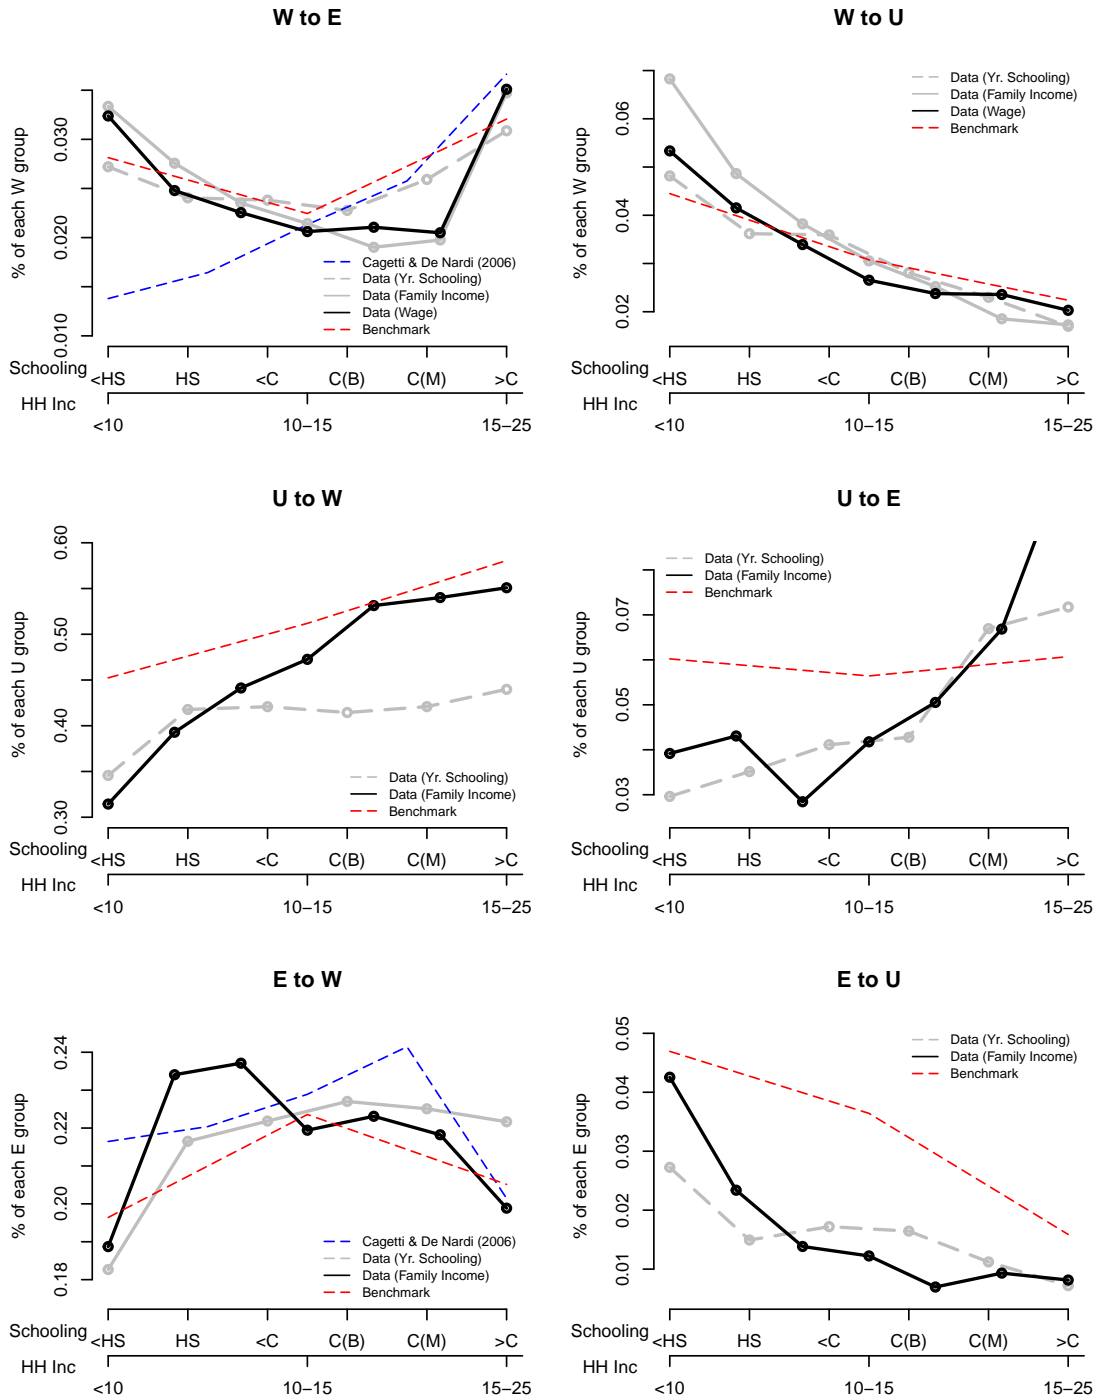 W to E
% of each W group
0.010
0.020
0.030
Cagetti & De Nardi (2006)
Data (Yr. Schooling)
Data (Family Income)
Data (Wage)
Benchmark
Schooling
<HS HS <C C(B) C(M) >C
HH Inc
<10 10−15 15−25
W to U
% of each W group
0.02
0.04
0.06
Data (Yr. Schooling)
Data (Family Income)
Data (Wage)
Benchmark
Schooling
<HS HS <C C(B) C(M) >C
HH Inc
<10 10−15 15−25
U to W
% of each U group
0.30
0.40
0.50
0.60
Data (Yr. Schooling)
Data (Family Income)
Benchmark
Schooling
<HS HS <C C(B) C(M) >C
HH Inc
<10 10−15 15−25
U to E
% of each U group
0.03
0.05
0.07
Data (Yr. Schooling)
Data (Family Income)
Benchmark
Schooling
<HS HS <C C(B) C(M) >C
HH Inc
<10 10−15 15−25
E to W
% of each E group
0.18
0.20
0.22
0.24
Cagetti & De Nardi (2006)
Data (Yr. Schooling)
Data (Family Income)
Benchmark
Schooling
<HS HS <C C(B) C(M) >C
HH Inc
<10 10−15 15−25
E to U
% of each E group
0.01
0.02
0.03
0.04
0.05
Data (Yr. Schooling)
Data (Family Income)
Benchmark
Schooling
<HS HS <C C(B) C(M) >C
HH Inc
<10 10−15 15−25